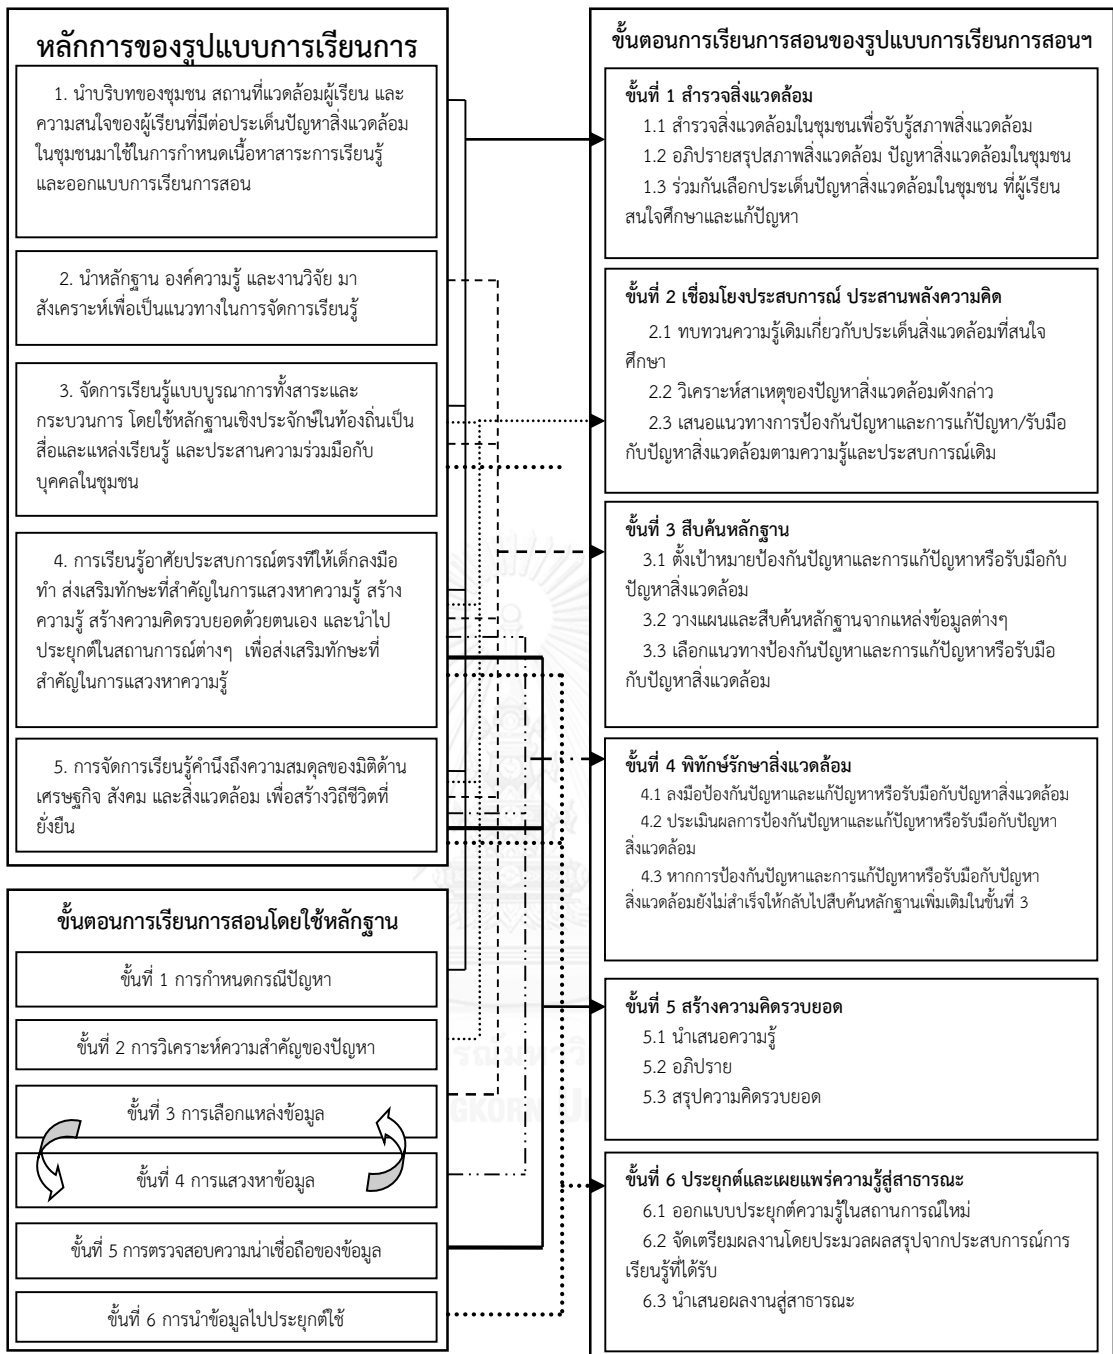 หลักการของรูปแบบการเรียนการ
1. นำบริบทของชุมชน สถานที่แวดล้อมผู้เรียน และ
ความสนใจของผู้เรียนที่มีต่อประเด็นปัญหาสิ่งแวดล้อม
ในชุมชนมาใช้ในการกำหนดเนื้อหาสาระการเรียนรู้
และออกแบบการเรียนการสอน
2. นำหลักฐาน องค์ความรู้ และงานวิจัย มา
สังเคราะห์เพื่อเป็นแนวทางในการจัดการเรียนรู้
3. จัดการเรียนรู้แบบบูรณาการทั้งสาระและ
กระบวนการ โดยใช้หลักฐานเชิงประจักษ์ในท้องถิ่นเป็น
สื่อและแหล่งเรียนรู้ และประสานความร่วมมือกับ
บุคคลในชุมชน
4. การเรียนรู้อาศัยประสบการณ์ตรงที่ให้เด็กลงมือ
ทำ ส่งเสริมทักษะที่สำคัญในการแสวงหาความรู้ สร้าง
ความรู้ สร้างความคิดรวบยอดด้วยตนเอง และนำไป
ประยุกต์ในสถานการณ์ต่างๆ เพื่อส่งเสริมทักษะที่
สำคัญในการแสวงหาความรู้
5. การจัดการเรียนรู้คำนึงถึงความสมดุลของมิติด้าน
เศรษฐกิจ สังคม และสิ่งแวดล้อม เพื่อสร้างวิถีชีวิตที่
ยั่งยืน
ขั้นตอนการเรียนการสอนโดยใช้หลักฐาน
ขั้นที่ 1 การกำหนดกรณีปัญหา
ขั้นที่ 2 การวิเคราะห์ความสำคัญของปัญหา
ขั้นที่ 3 การเลือกแหล่งข้อมูล
ขั้นที่ 4 การแสวงหาข้อมูล
ขั้นที่ 5 การตรวจสอบความน่าเชื่อถือของข้อมูล
ขั้นที่ 6 การนำข้อมูลไปประยุกต์ใช้
ขั้นตอนการเรียนการสอนของรูปแบบการเรียนการสอนฯ
ขั้นที่ 1 สำรวจสิ่งแวดล้อม
1.1 สำรวจสิ่งแวดล้อมในชุมชนเพื่อรับรู้สภาพสิ่งแวดล้อม
1.2 อภิปรายสรุปสภาพสิ่งแวดล้อม ปัญหาสิ่งแวดล้อมในชุมชน
1.3 ร่วมกันเลือกประเด็นปัญหาสิ่งแวดล้อมในชุมชน ที่ผู้เรียน
สนใจศึกษาและแก้ปัญหา
ขั้นที่ 2 เชื่อมโยงประสบการณ์ ประสานพลังความคิด
2.1 ทบทวนความรู้เดิมเกี่ยวกับประเด็นสิ่งแวดล้อมที่สนใจ
ศึกษา
2.2 วิเคราะห์สาเหตุของปัญหาสิ่งแวดล้อมดังกล่าว
2.3 เสนอแนวทางการป้องกันปัญหาและการแก้ปัญหา/รับมือ
กับปัญหาสิ่งแวดล้อมตามความรู้และประสบการณ์เดิม
ขั้นที่ 3 สืบค้นหลักฐาน
3.1 ตั้งเป้าหมายป้องกันปัญหาและการแก้ปัญหาหรือรับมือกับ
ปัญหาสิ่งแวดล้อม
3.2 วางแผนและสืบค้นหลักฐานจากแหล่งข้อมูลต่างๆ
3.3 เลือกแนวทางป้องกันปัญหาและการแก้ปัญหาหรือรับมือ
กับปัญหาสิ่งแวดล้อม
ขั้นที่ 4 พิทักษ์รักษาสิ่งแวดล้อม
4.1 ลงมือป้องกันปัญหาและแก้ปัญหาหรือรับมือกับปัญหาสิ่งแวดล้อม
4.2 ประเมินผลการป้องกันปัญหาและแก้ปัญหาหรือรับมือกับปัญหา
สิ่งแวดล้อม
4.3 หากการป้องกันปัญหาและการแก้ปัญหาหรือรับมือกับปัญหา
สิ่งแวดล้อมยังไม่สำเร็จให้กลับไปสืบค้นหลักฐานเพิ่มเติมในขั้นที่ 3
ขั้นที่ 5 สร้างความคิดรวบยอด
5.1 นำเสนอความรู้
5.2 อภิปราย
5.3 สรุปความคิดรวบยอด
ขั้นที่ 6 ประยุกต์และเผยแพร่ความรู้สู่สาธารณะ
6.1 ออกแบบประยุกต์ความรู้ในสถานการณ์ใหม่
6.2 จัดเตรียมผลงานโดยประมวลผลสรุปจากประสบการณ์การ
เรียนรู้ที่ได้รับ
6.3 นำเสนอผลงานสู่สาธารณะ